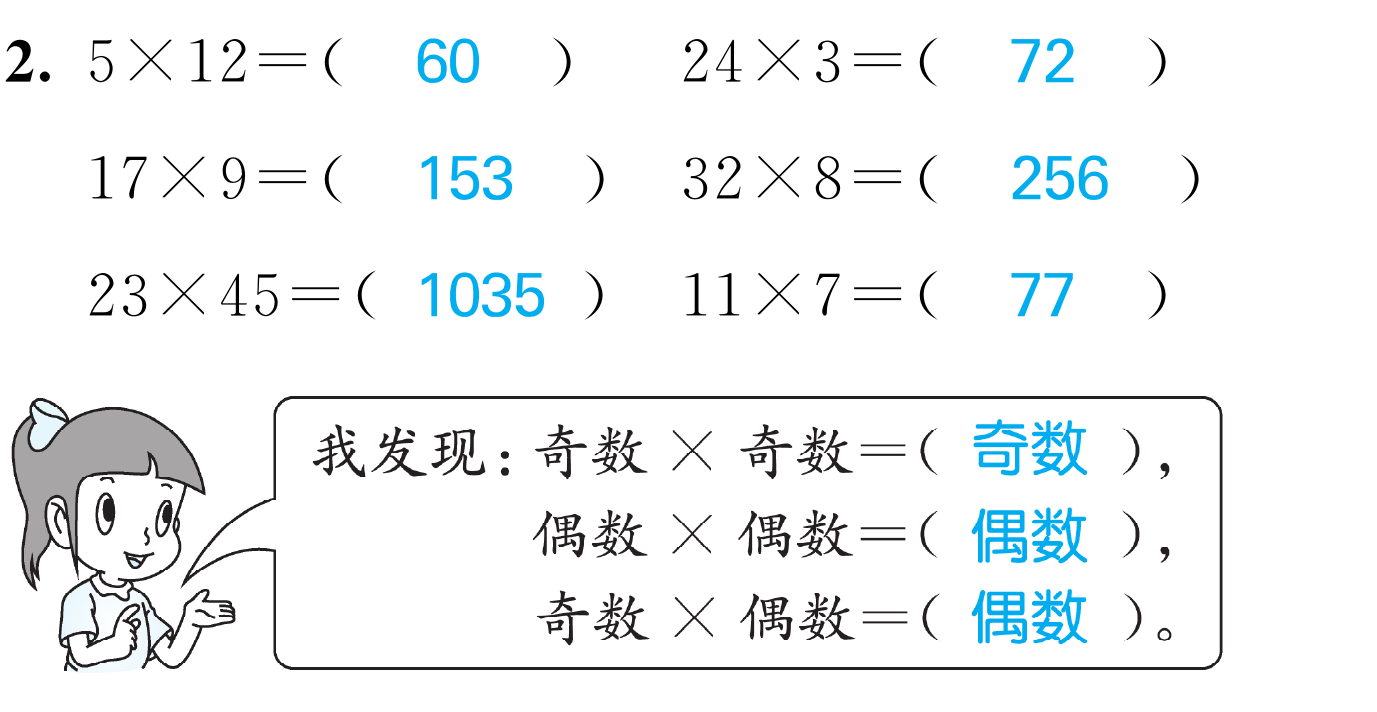 2. 5×12=( 60 ) 24×3=( 72 )
17×9=( 153 ) 32×8=( 256 )
23×45=( 1035 ) 11×7=( 77 )
我发现:奇数 × 奇数=( 奇数 ),
偶数 × 偶数=( 偶数 ),
奇数 × 偶数=( 偶数 )。